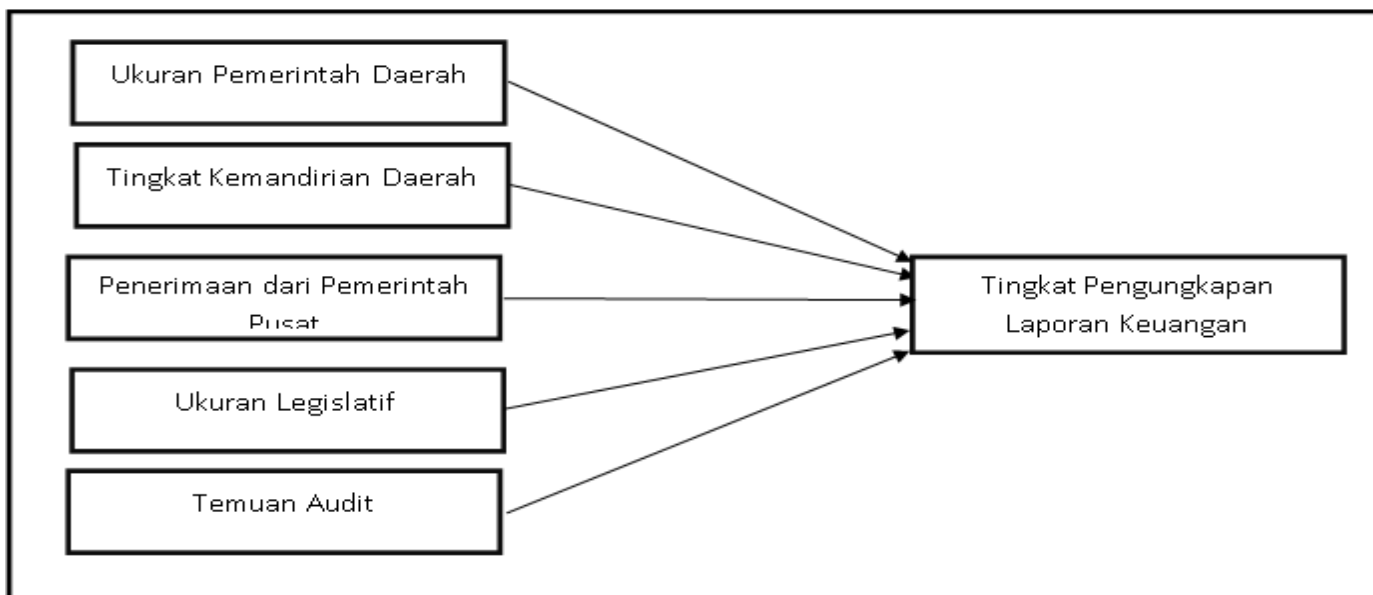 Ukuran Pemerintah Daerah
Tingkat Kemandirian Daerah
Penerimaan dari Pemerintah
Pusat
Ukuran Legislatif
Temuan Audit
Tingkat Pengungkapan
Laporan Keuangan